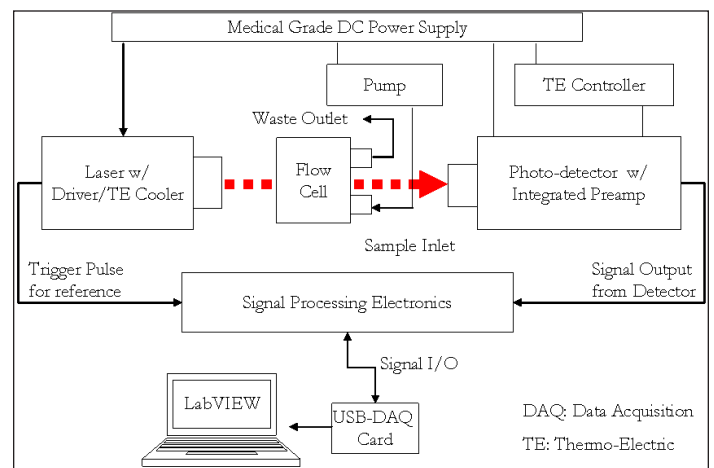 Medical Grade DC Power Supply
Pump
TE Controller
Waste Outlet
Laser w/
Driver/TE Cooler
Flow
Cell
Photo-detector w/
Integrated Preamp
Sample Inlet
Trigger Pulse
for reference
Signal Output
from Detector
Signal Processing Electronics
Signal I/O
LabVIEW
USB-DAQ
Card
DAQ: Data Acquisition
TE: Thermo-Electric